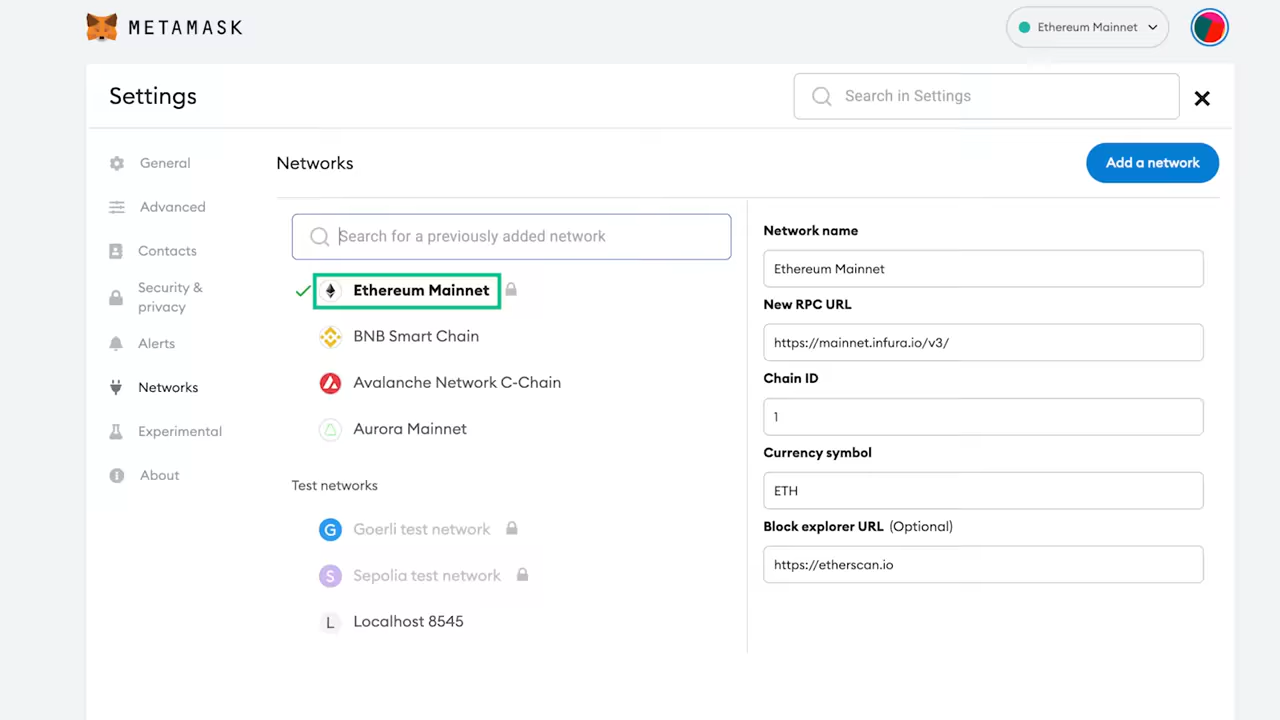 METAMASK
Ethereum Mainnet
Settings
Search in Settings
General
Advanced
Contacts
Security &
privacy
Alerts
Networks
Experimental
About
Networks
Add a network
Search for a previously added network
Ethereum Mainnet
BNB Smart Chain
Avalanche Network C-Chain
Aurora Mainnet
Test networks
G Goerli test network
S Sepolia test network
L Localhost 8545
Network name
Ethereum Mainnet
New RPC URL
https://mainnet.infura.io/v3/
Chain ID
1
Currency symbol
ETH
Block explorer URL (Optional)
https://etherscan.io